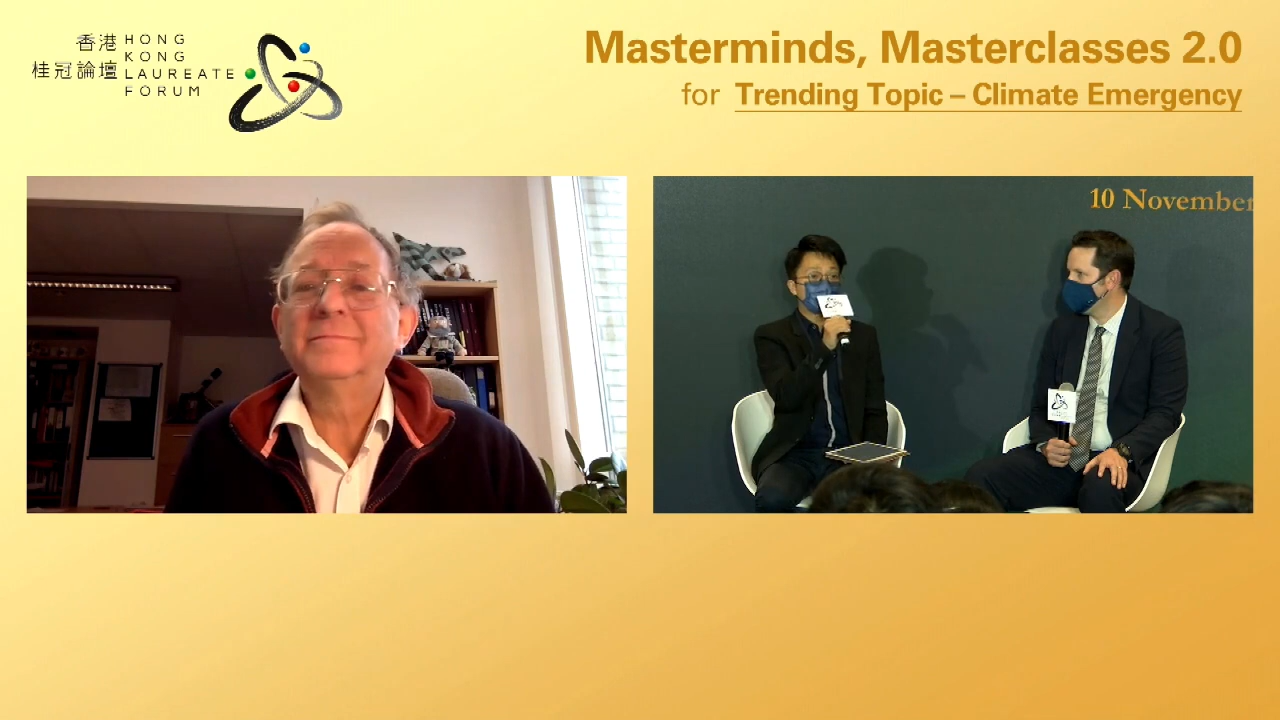 香港
桂冠論壇
HONG
KONG
LAUREATE
FORUM
Masterminds, Masterclasses 2.0
for Trending Topic – Climate Emergency
10 November